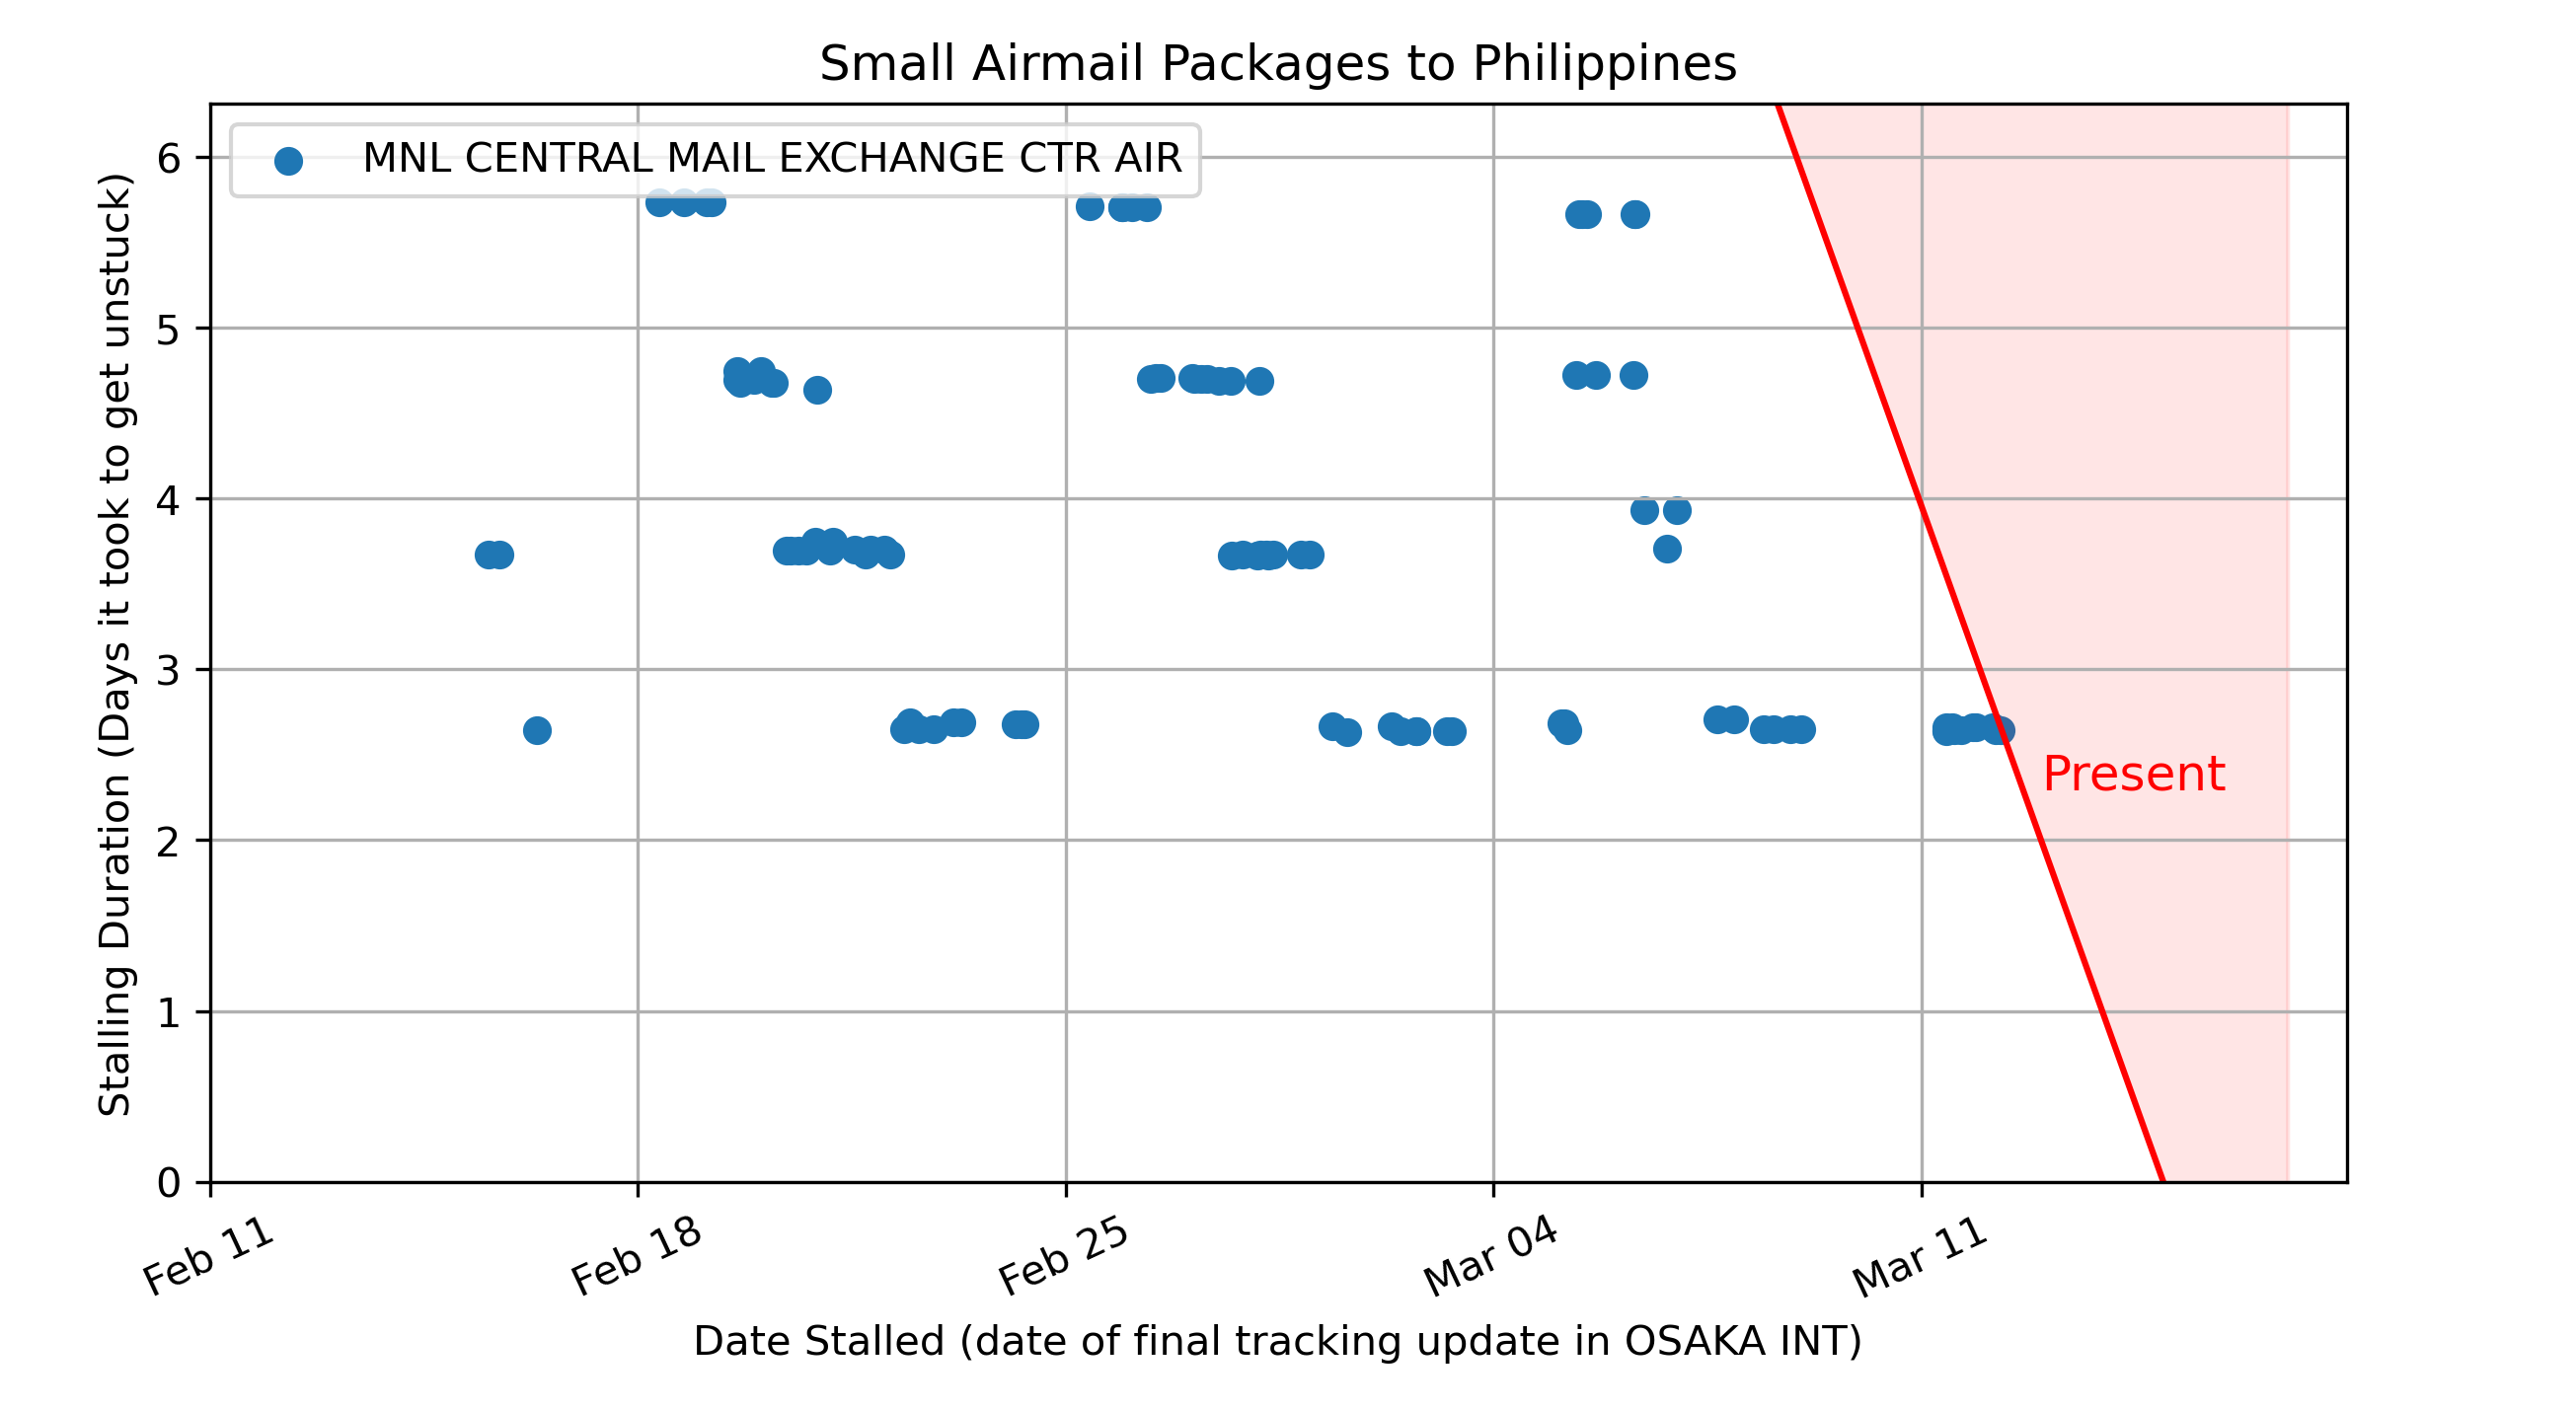 Small Airmail Packages to Philippines
MNL CENTRAL MAIL EXCHANGE CTR AIR
Stalling Duration (Days it took to get unstuck)
6
5
4
3
2
1
0
Present
Feb 11
Feb 18
Feb 25
Mar 04
Mar 11
Date Stalled (date of final tracking update in OSAKA INT)